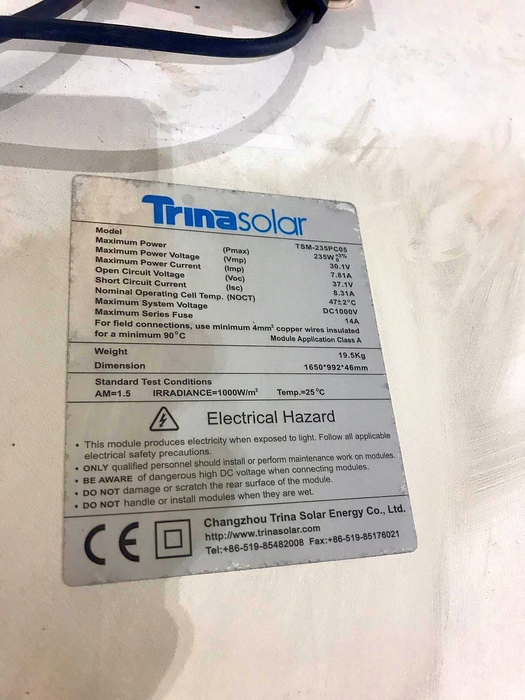 Trinasolar
Model TSM-235PC05
Maximum Power (Pmax) 235W +3% 0
Maximum Power Voltage (Vmp) 30.1V
Maximum Power Current (Imp) 7.81A
Open Circuit Voltage (Voc) 37.1V
Short Circuit Current (Isc) 8.31A
Nominal Operating Cell Temp. (NOCT) 47±2°C
Maximum System Voltage DC1000V
Maximum Series Fuse 14A
For field connections, use minimum 4mm² copper wires insulated
for a minimum 90°C Module Application Class A
Weight 19.5Kg
Dimension 1650*992*46mm
Standard Test Conditions
AM=1.5 IRRADIANCE=1000W/m² Temp.=25°C
Electrical Hazard
• This module produces electricity when exposed to light. Follow all applicable
electrical safety precautions.
• ONLY qualified personnel should install or perform maintenance work on modules.
• BE AWARE of dangerous high DC voltage when connecting modules.
• DO NOT damage or scratch the rear surface of the module.
• DO NOT handle or install modules when they are wet.
CE
Changzhou Trina Solar Energy Co., Ltd.
http://www.trinasolar.com
Tel:+86-519-85482008 Fax:+86-519-85176021